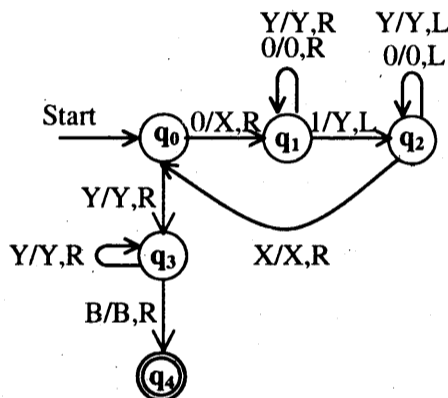 Y/Y,R Y/Y,L
0/0,R 0/0,L
Start
q0 0/X,R q1 1/Y,L q2
Y/Y,R
Y/Y,R q3 X/X,R
B/B,R
q4